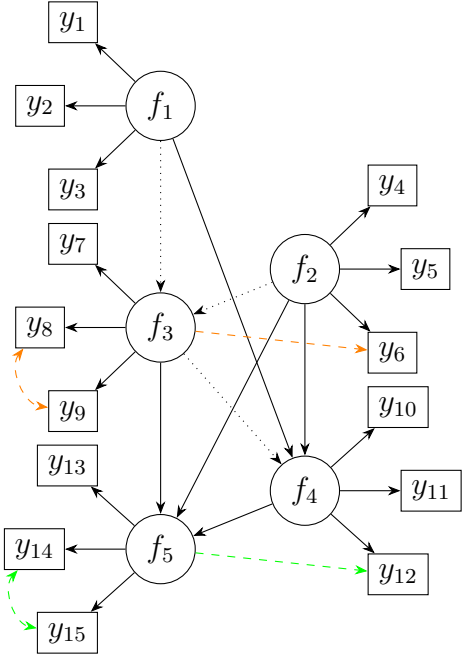 y₁
y₂
f₁
y₃
y₄
y₇
f₂
y₅
y₈
f₃
y₆
y₉
y₁₀
y₁₃
f₄
y₁₁
y₁₄
f₅
y₁₂
y₁₅